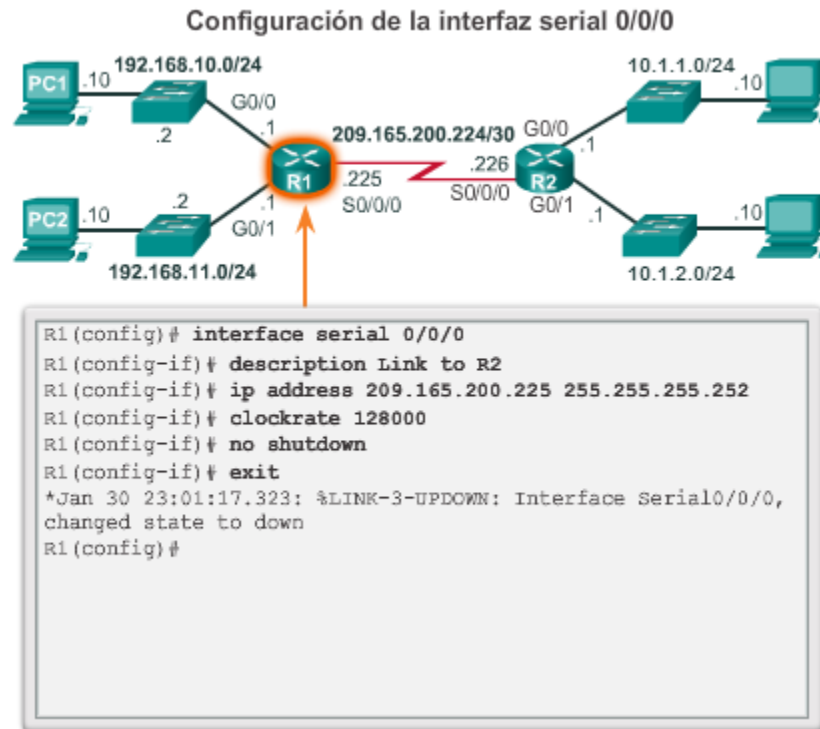 Configuración de la interfaz serial 0/0/0
192.168.10.0/24
10.1.1.0/24
PC1
.10
.10
G0/0
.2
.1
209.165.200.224/30
G0/0
.1
R1
.225
.226
R2
S0/0/0
S0/0/0
G0/1
PC2
.10
.2
.1
G0/1
.1
.10
192.168.11.0/24
10.1.2.0/24
R1(config)# interface serial 0/0/0
R1(config-if)# description Link to R2
R1(config-if)# ip address 209.165.200.225 255.255.255.252
R1(config-if)# clockrate 128000
R1(config-if)# no shutdown
R1(config-if)# exit
*Jan 30 23:01:17.323: %LINK-3-UPDOWN: Interface Serial0/0/0,
changed state to down
R1(config)#